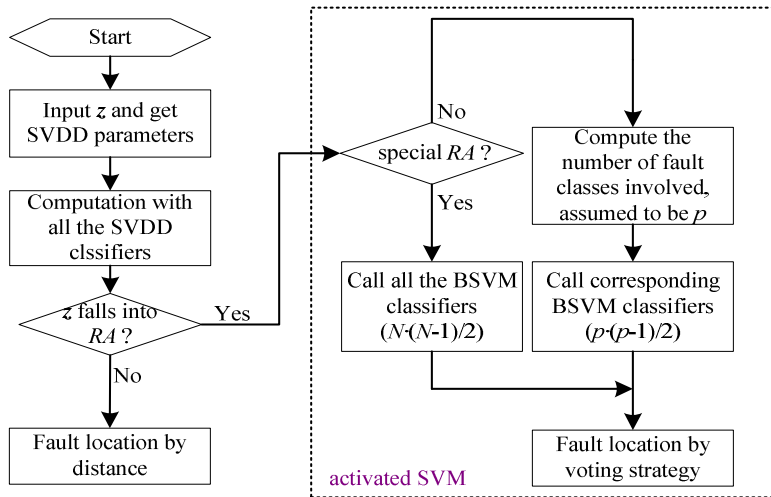 Start
Input z and get
SVDD parameters
Computation with
all the SVDD
clssifiers
z falls into
RA ?
Yes
No
Fault location by
distance
special RA ?
No
Yes
Call all the BSVM
classifiers
(N·(N-1)/2)
Compute the
number of fault
classes involved,
assumed to be p
Call corresponding
BSVM classifiers
(p·(p-1)/2)
Fault location by
voting strategy
activated SVM